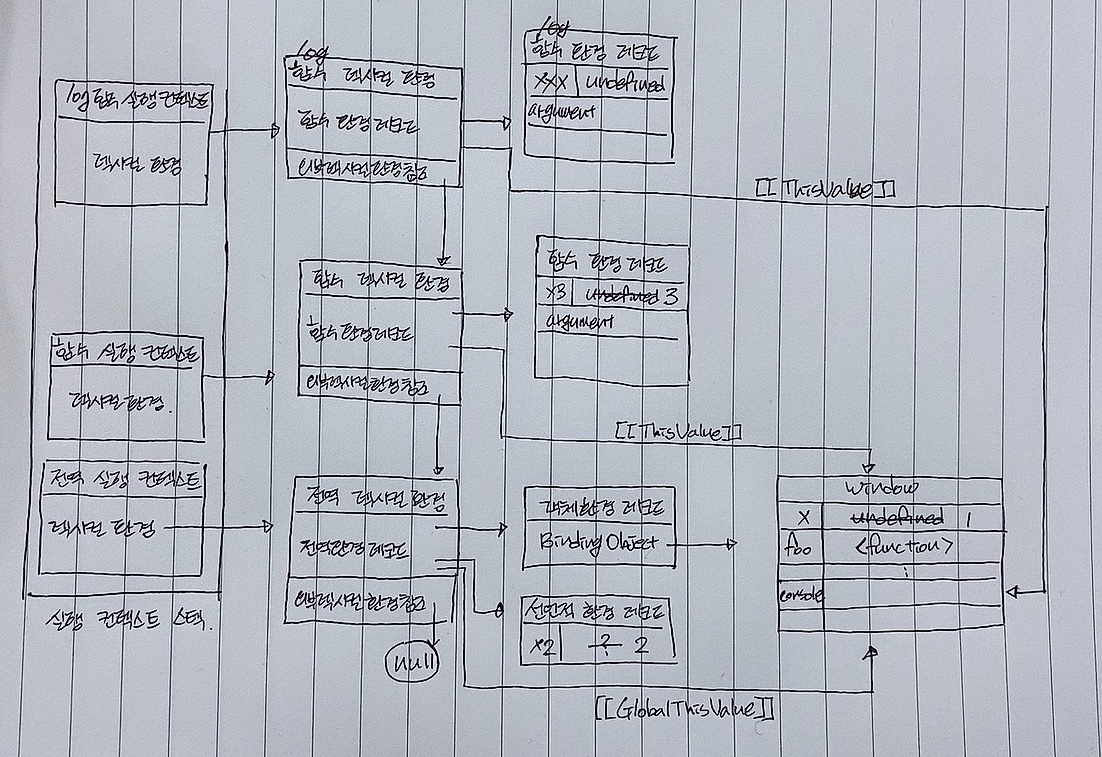 log함수 실행 컨텍스트
렉시컬 환경
함수 실행 컨텍스트
렉시컬 환경.
전역 실행 컨텍스트
렉시컬 환경
실행 컨텍스트 스택.
log
함수 렉시컬 환경
함수 환경 레코드
외부렉시컬환경참조
함수 렉시컬 환경
함수 환경 레코드
외부렉시컬환경참조
전역 렉시컬 환경
전역환경 레코드
외부렉시컬환경참조
null
log
함수 환경 레코드
xxx undefined
argument
[[ThisValue]]
함수 환경 레코드
x3 undefined 3
argument
[[ThisValue]]
객체환경 레코드
Binding Object
선언적 환경 레코드
x2 ? 2
[[GlobalThisValue]]
window
x undefined 1
foo <function>
:
console